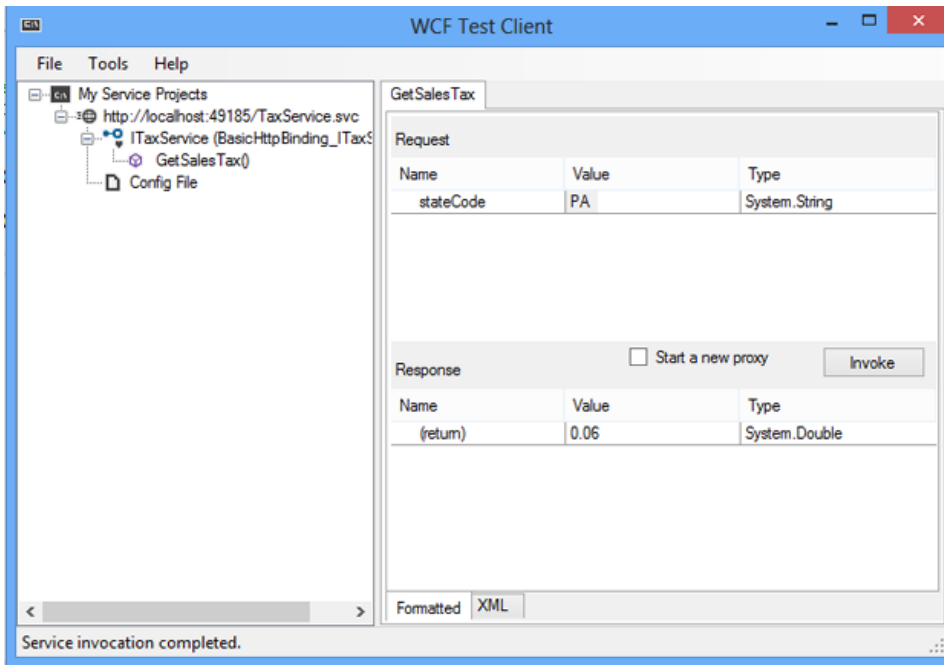 WCF Test Client
File Tools Help
My Service Projects
http://localhost:49185/TaxService.svc
ITaxService (BasicHttpBinding_ITaxS
GetSalesTax()
Config File
GetSalesTax
Request
Name Value Type
stateCode PA System.String
Response Start a new proxy Invoke
Name Value Type
(return) 0.06 System.Double
Formatted XML
Service invocation completed.